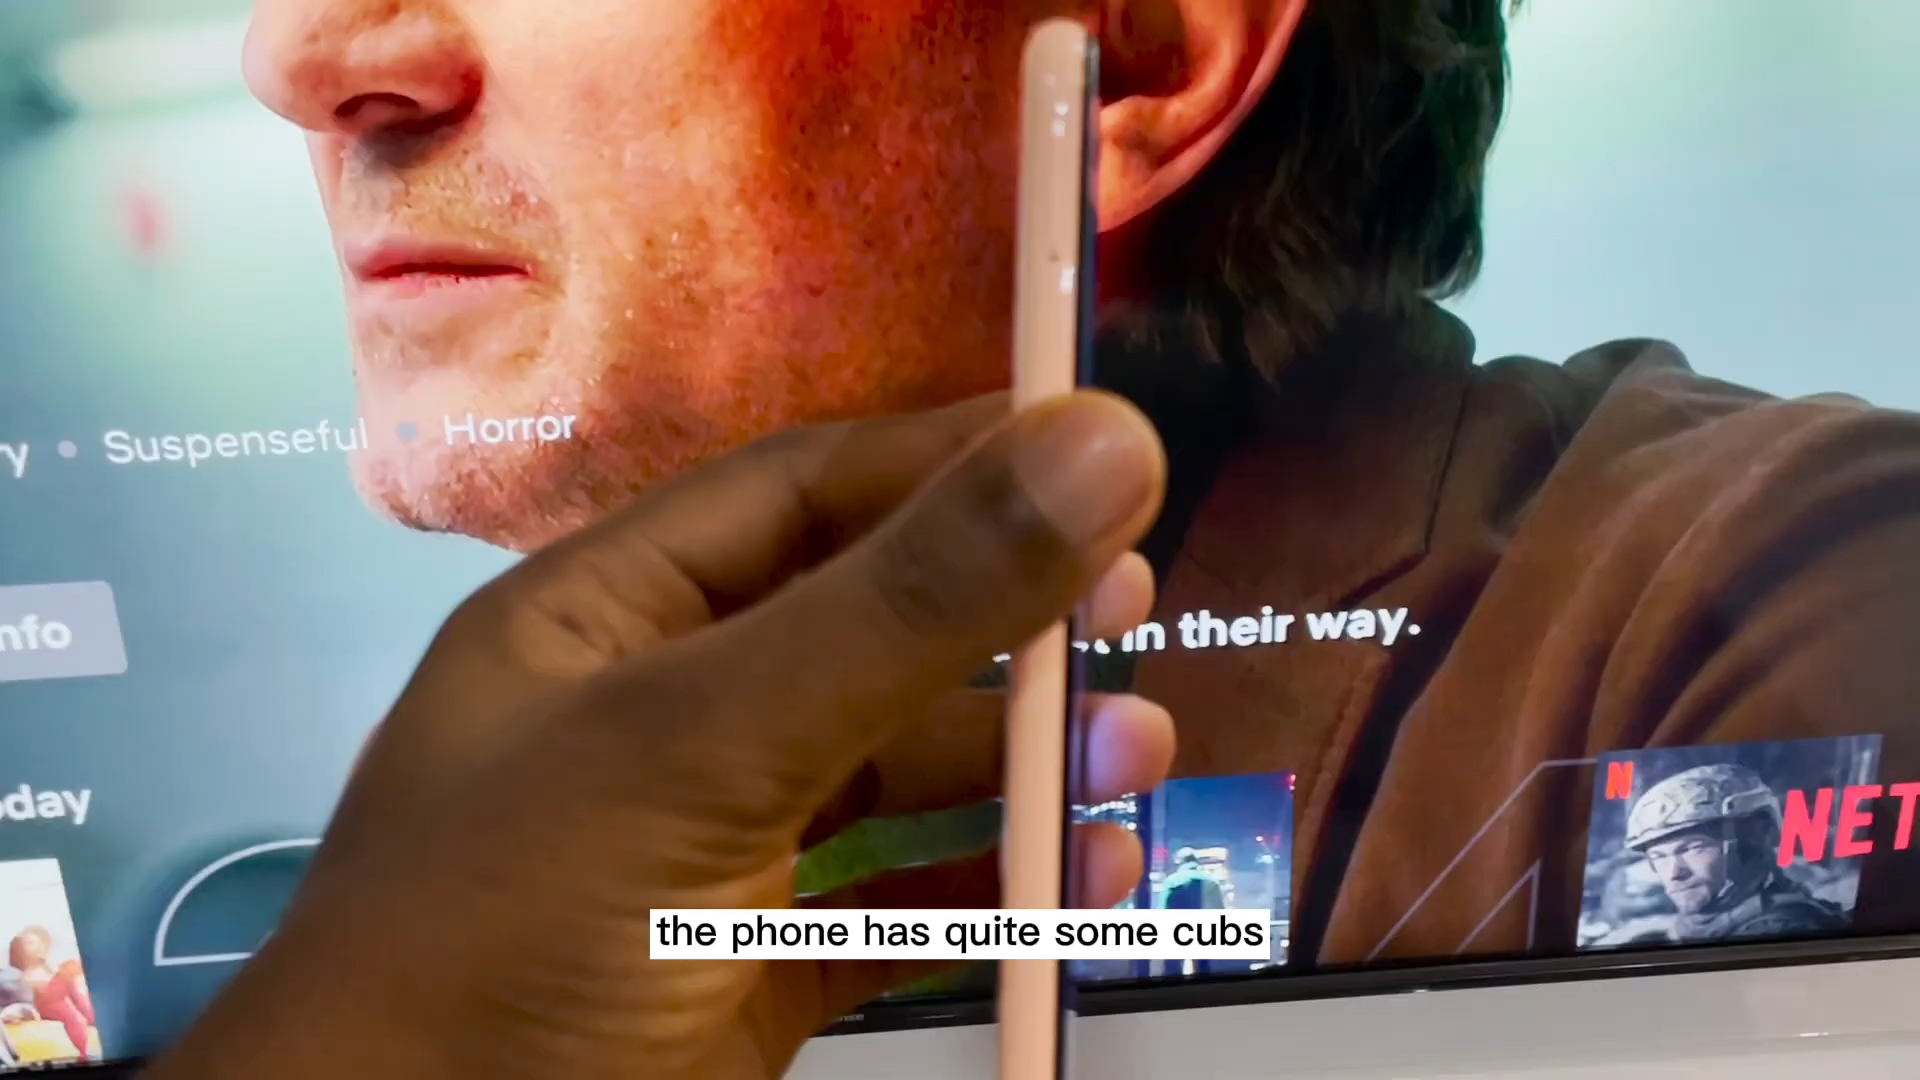 Suspenseful • Horror
nfo
in their way.
oday
N
NET
the phone has quite some cubs